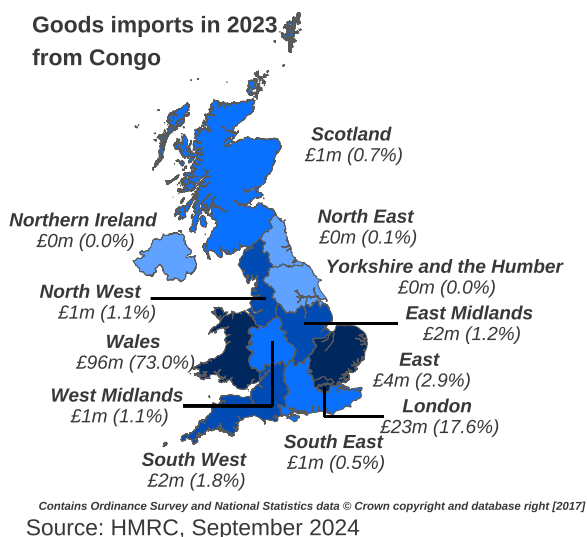 Goods imports in 2023
from Congo
Scotland
£1m (0.7%)
Northern Ireland
£0m (0.0%)
North East
£0m (0.1%)
Yorkshire and the Humber
£0m (0.0%)
North West
£1m (1.1%)
East Midlands
£2m (1.2%)
Wales
£96m (73.0%)
East
£4m (2.9%)
West Midlands
£1m (1.1%)
London
£23m (17.6%)
South East
£1m (0.5%)
South West
£2m (1.8%)
Contains Ordinance Survey and National Statistics data © Crown copyright and database right [2017]
Source: HMRC, September 2024